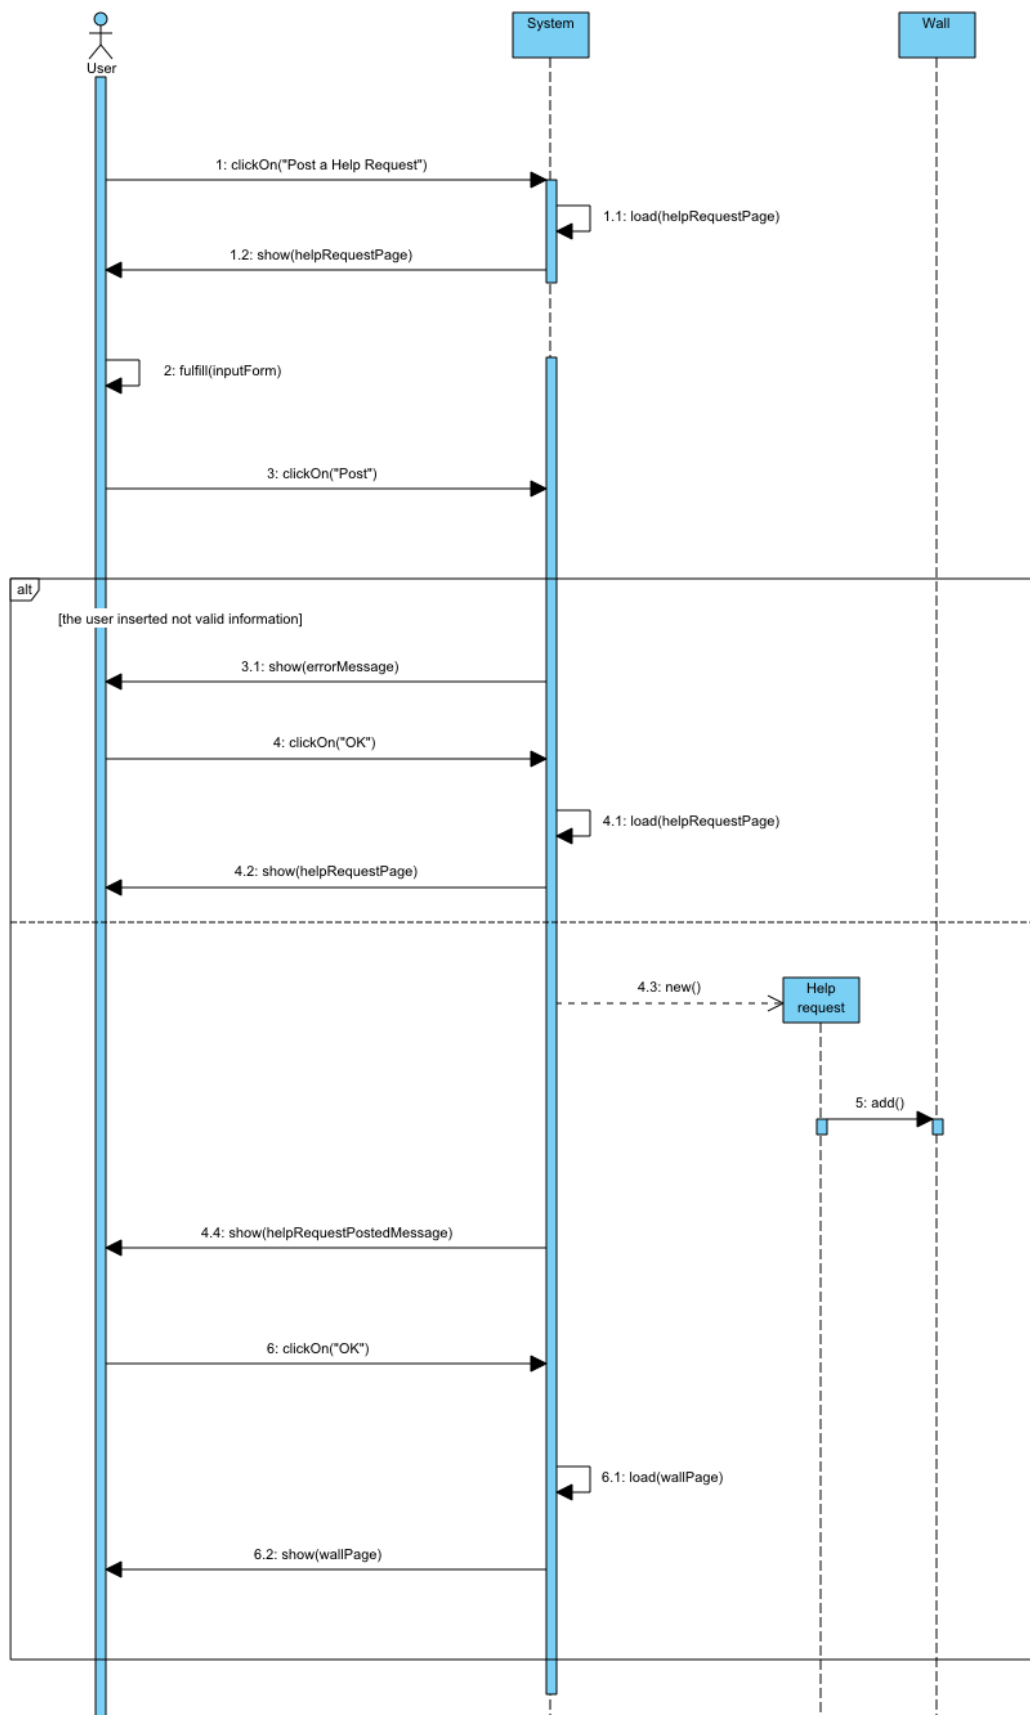 User
System
Wall
1: clickOn("Post a Help Request")
1.1: load(helpRequestPage)
1.2: show(helpRequestPage)
2: fulfill(inputForm)
3: clickOn("Post")
alt
[the user inserted not valid information]
3.1: show(errorMessage)
4: clickOn("OK")
4.1: load(helpRequestPage)
4.2: show(helpRequestPage)
4.3: new()
Help
request
5: add()
4.4: show(helpRequestPostedMessage)
6: clickOn("OK")
6.1: load(wallPage)
6.2: show(wallPage)